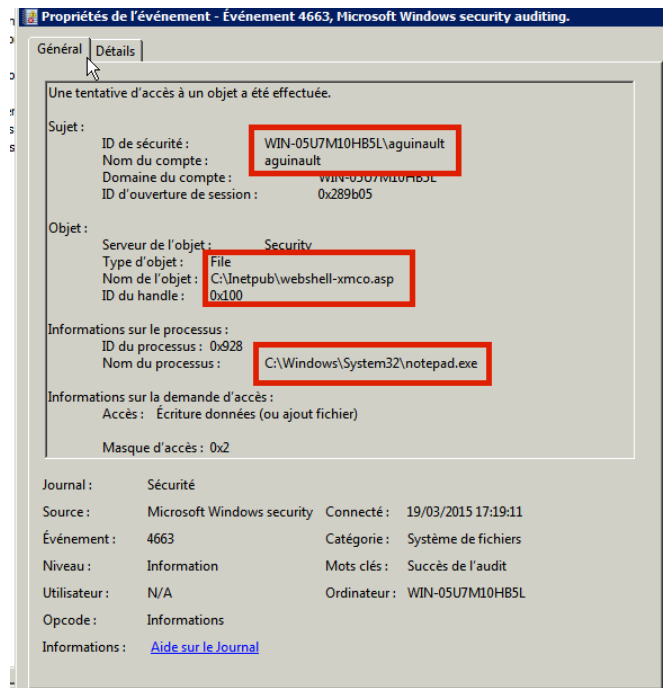 Propriétés de l'événement - Événement 4663, Microsoft Windows security auditing.
Général Détails
Une tentative d'accès à un objet a été effectuée.
Sujet :
ID de sécurité : WIN-05U7M10HB5L\aguinault
Nom du compte : aguinault
Domaine du compte : WIN-05U7M10HB5L
ID d'ouverture de session : 0x289b05
Objet :
Serveur de l'objet : Security
Type d'objet : File
Nom de l'objet : C:\Inetpub\webshell-xmco.asp
ID du handle : 0x100
Informations sur le processus :
ID du processus : 0x928
Nom du processus : C:\Windows\System32\notepad.exe
Informations sur la demande d'accès :
Accès : Écriture données (ou ajout fichier)
Masque d'accès : 0x2
Journal : Sécurité
Source : Microsoft Windows security Connecté : 19/03/2015 17:19:11
Événement : 4663 Catégorie : Système de fichiers
Niveau : Information Mots clés : Succès de l'audit
Utilisateur : N/A Ordinateur : WIN-05U7M10HB5L
Opcode : Informations
Informations : Aide sur le Journal